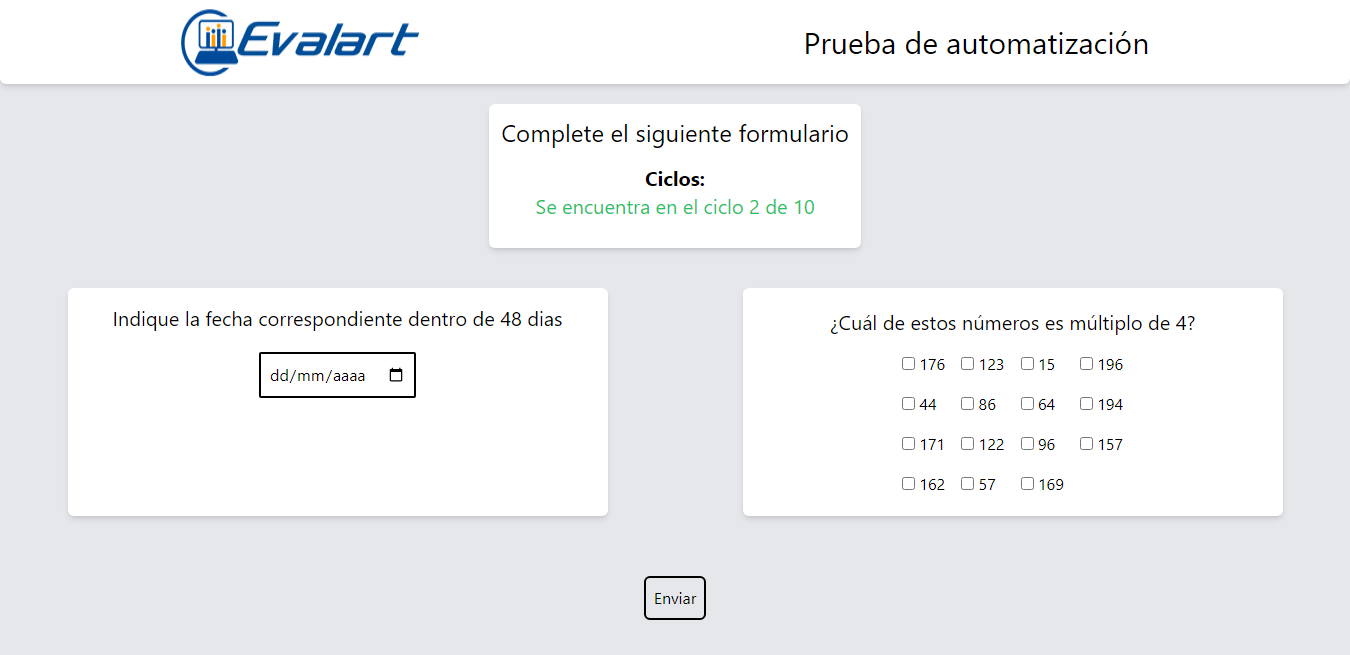 Evalart
Prueba de automatización
Complete el siguiente formulario
Ciclos:
Se encuentra en el ciclo 2 de 10
Indique la fecha correspondiente dentro de 48 dias
dd/mm/aaaa
¿Cuál de estos números es múltiplo de 4?
176 123 15 196
44 86 64 194
171 122 96 157
162 57 169
Enviar